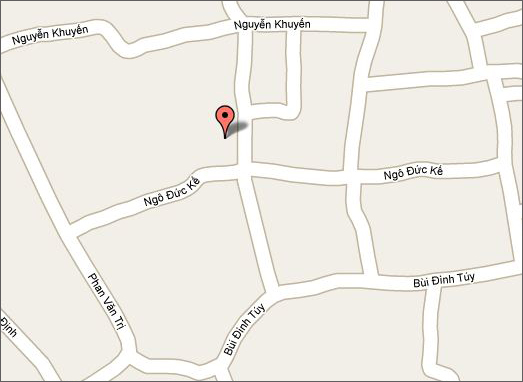 Nguyễn Khuyến
Nguyễn Khuyến
Ngô Đức Kế
Ngô Đức Kế
Phan Văn Trị
Bùi Đình Túy
Bùi Đình Túy
Định